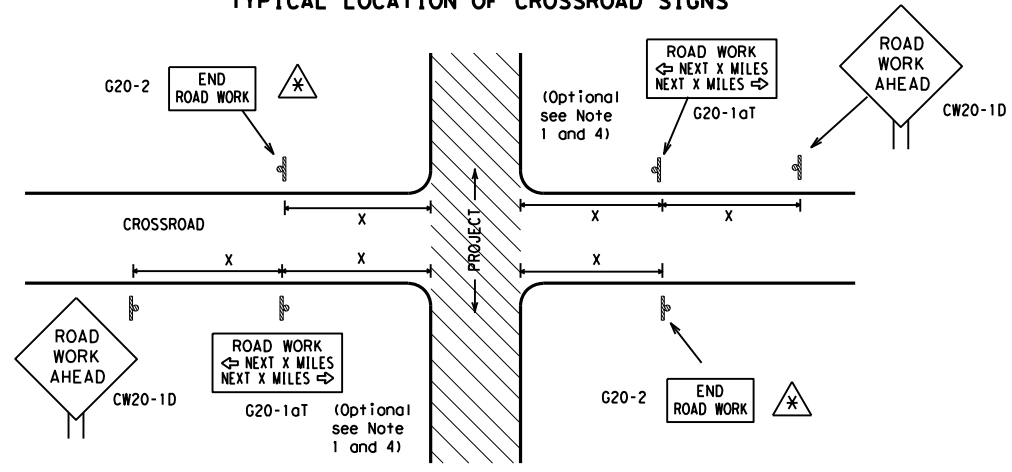 TYPICAL LOCATION OF CROSSROAD SIGNS
G20-2
END
ROAD WORK
*
(Optional
see Note
1 and 4)
ROAD WORK
⇦ NEXT X MILES
NEXT X MILES ⇨
G20-1aT
ROAD
WORK
AHEAD
CW20-1D
CROSSROAD
X
X
X
PROJECT
X
X
X
ROAD
WORK
AHEAD
CW20-1D
ROAD WORK
⇦ NEXT X MILES
NEXT X MILES ⇨
G20-1aT
(Optional
see Note
1 and 4)
G20-2
END
ROAD WORK
*